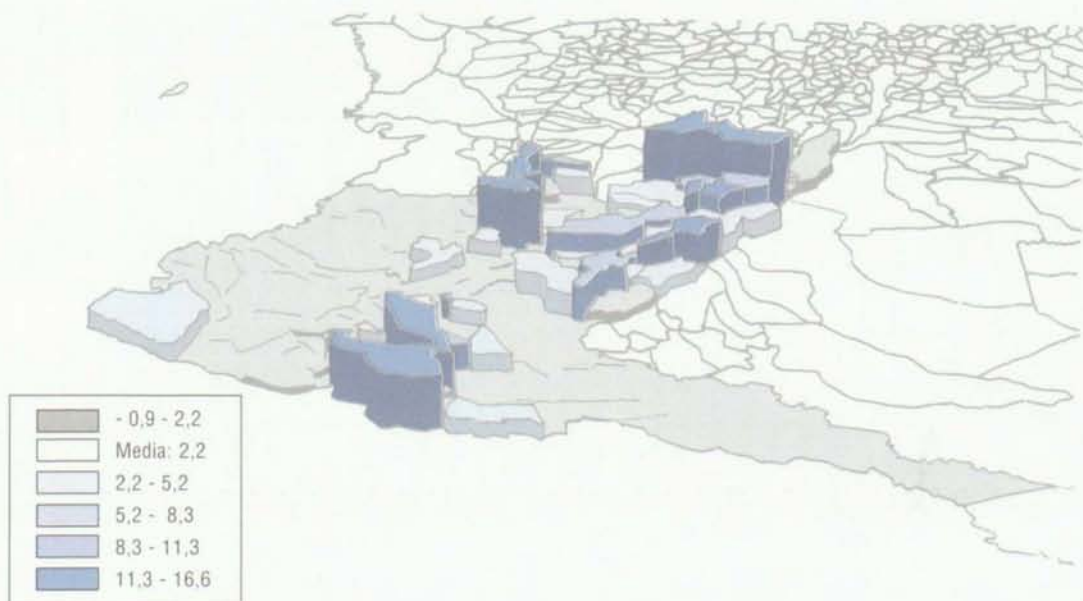 - 0,9 - 2,2
Media: 2,2
2,2 - 5,2
5,2 - 8,3
8,3 - 11,3
11,3 - 16,6